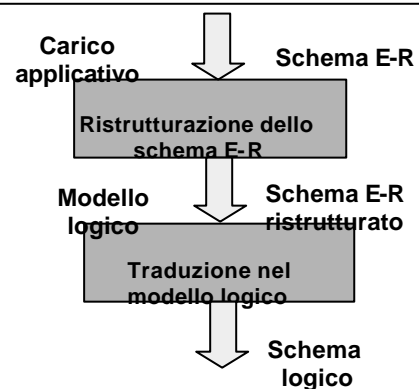 Carico
applicativo
Schema E-R
Ristrutturazione dello
schema E-R
Modello
logico
Schema E-R
ristrutturato
Traduzione nel
modello logico
Schema
logico